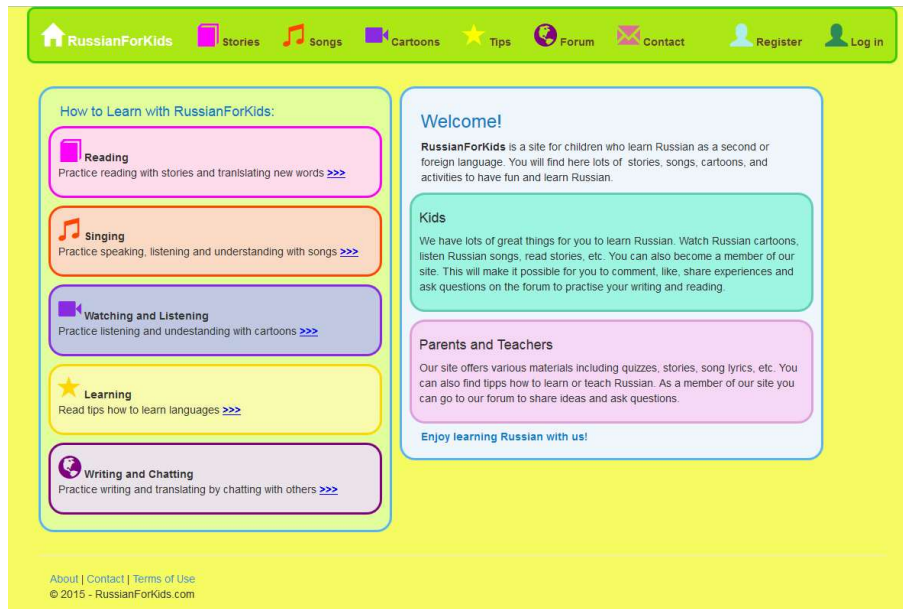 RussianForKids Stories Songs Cartoons Tips Forum Contact Register Log in
How to Learn with RussianForKids:
Reading
Practice reading with stories and tranlslating new words >>>
Singing
Practice speaking, listening and understanding with songs >>>
Watching and Listening
Practice listening and undestanding with cartoons >>>
Learning
Read tips how to learn languages >>>
Writing and Chatting
Practice writing and translating by chatting with others >>>
Welcome!
RussianForKids is a site for children who learn Russian as a second or
foreign language. You will find here lots of stories, songs, cartoons, and
activities to have fun and learn Russian.
Kids
We have lots of great things for you to learn Russian. Watch Russian cartoons,
listen Russian songs, read stories, etc. You can also become a member of our
site. This will make it possible for you to comment, like, share experiences and
ask questions on the forum to practise your writing and reading.
Parents and Teachers
Our site offers various materials including quizzes, stories, song lyrics, etc. You
can also find tipps how to learn or teach Russian. As a member of our site you
can go to our forum to share ideas and ask questions.
Enjoy learning Russian with us!
About | Contact | Terms of Use
© 2015 - RussianForKids.com